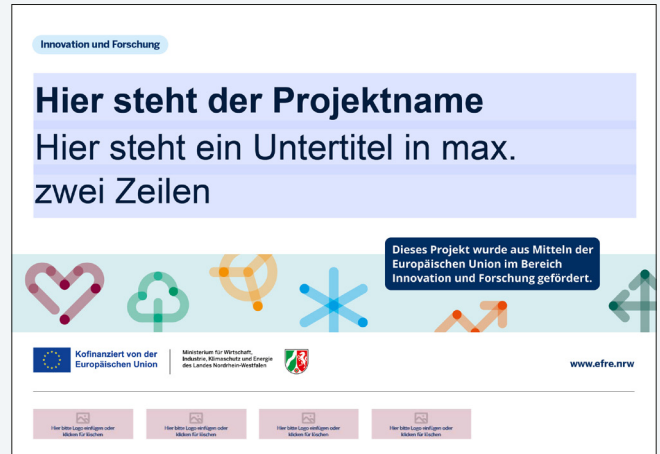 Innovation und Forschung
Hier steht der Projektname
Hier steht ein Untertitel in max.
zwei Zeilen
Dieses Projekt wurde aus Mitteln der
Europäischen Union im Bereich
Innovation und Forschung gefördert.
Kofinanziert von der
Europäischen Union
Ministerium für Wirtschaft,
Industrie, Klimaschutz und Energie
des Landes Nordrhein-Westfalen
www.efre.nrw
Hier bitte Logo einfügen oder
klicken für löschen
Hier bitte Logo einfügen oder
klicken für löschen
Hier bitte Logo einfügen oder
klicken für löschen
Hier bitte Logo einfügen oder
klicken für löschen